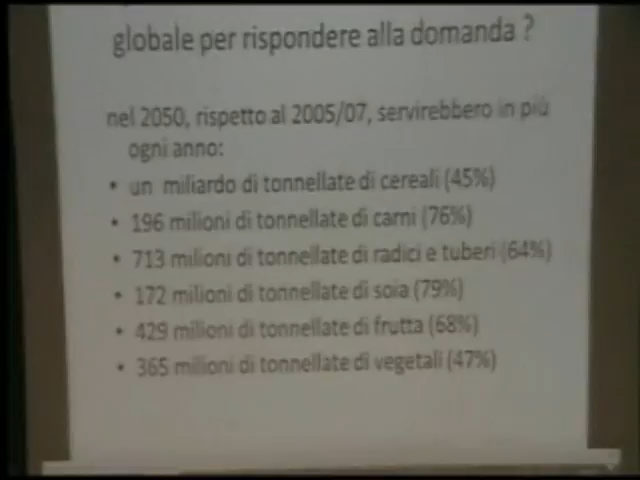 globale per rispondere alla domanda ?
nel 2050, rispetto al 2005/07, servirebbero in più
ogni anno:
• un miliardo di tonnellate di cereali (45%)
• 196 milioni di tonnellate di carni (76%)
• 713 milioni di tonnellate di radici e tuberi (64%)
• 172 milioni di tonnellate di soia (79%)
• 429 milioni di tonnellate di frutta (68%)
• 365 milioni di tonnellate di vegetali (47%)